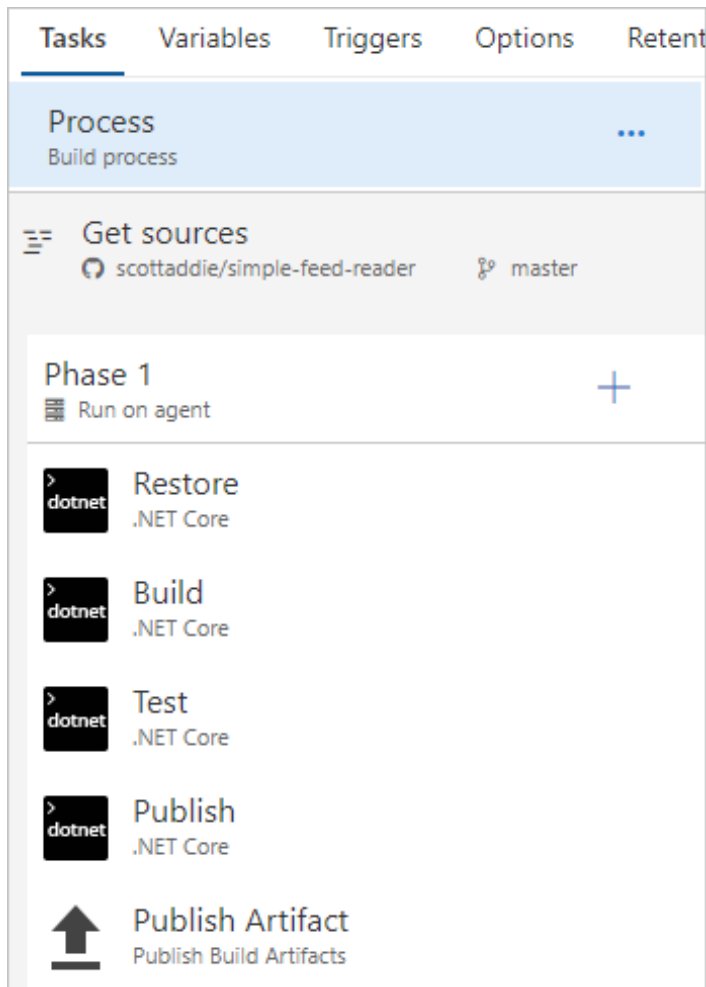 Tasks Variables Triggers Options Retent
Process
Build process
Get sources
scottaddie/simple-feed-reader master
Phase 1
Run on agent
>
dotnet
Restore
.NET Core
>
dotnet
Build
.NET Core
>
dotnet
Test
.NET Core
>
dotnet
Publish
.NET Core
Publish Artifact
Publish Build Artifacts